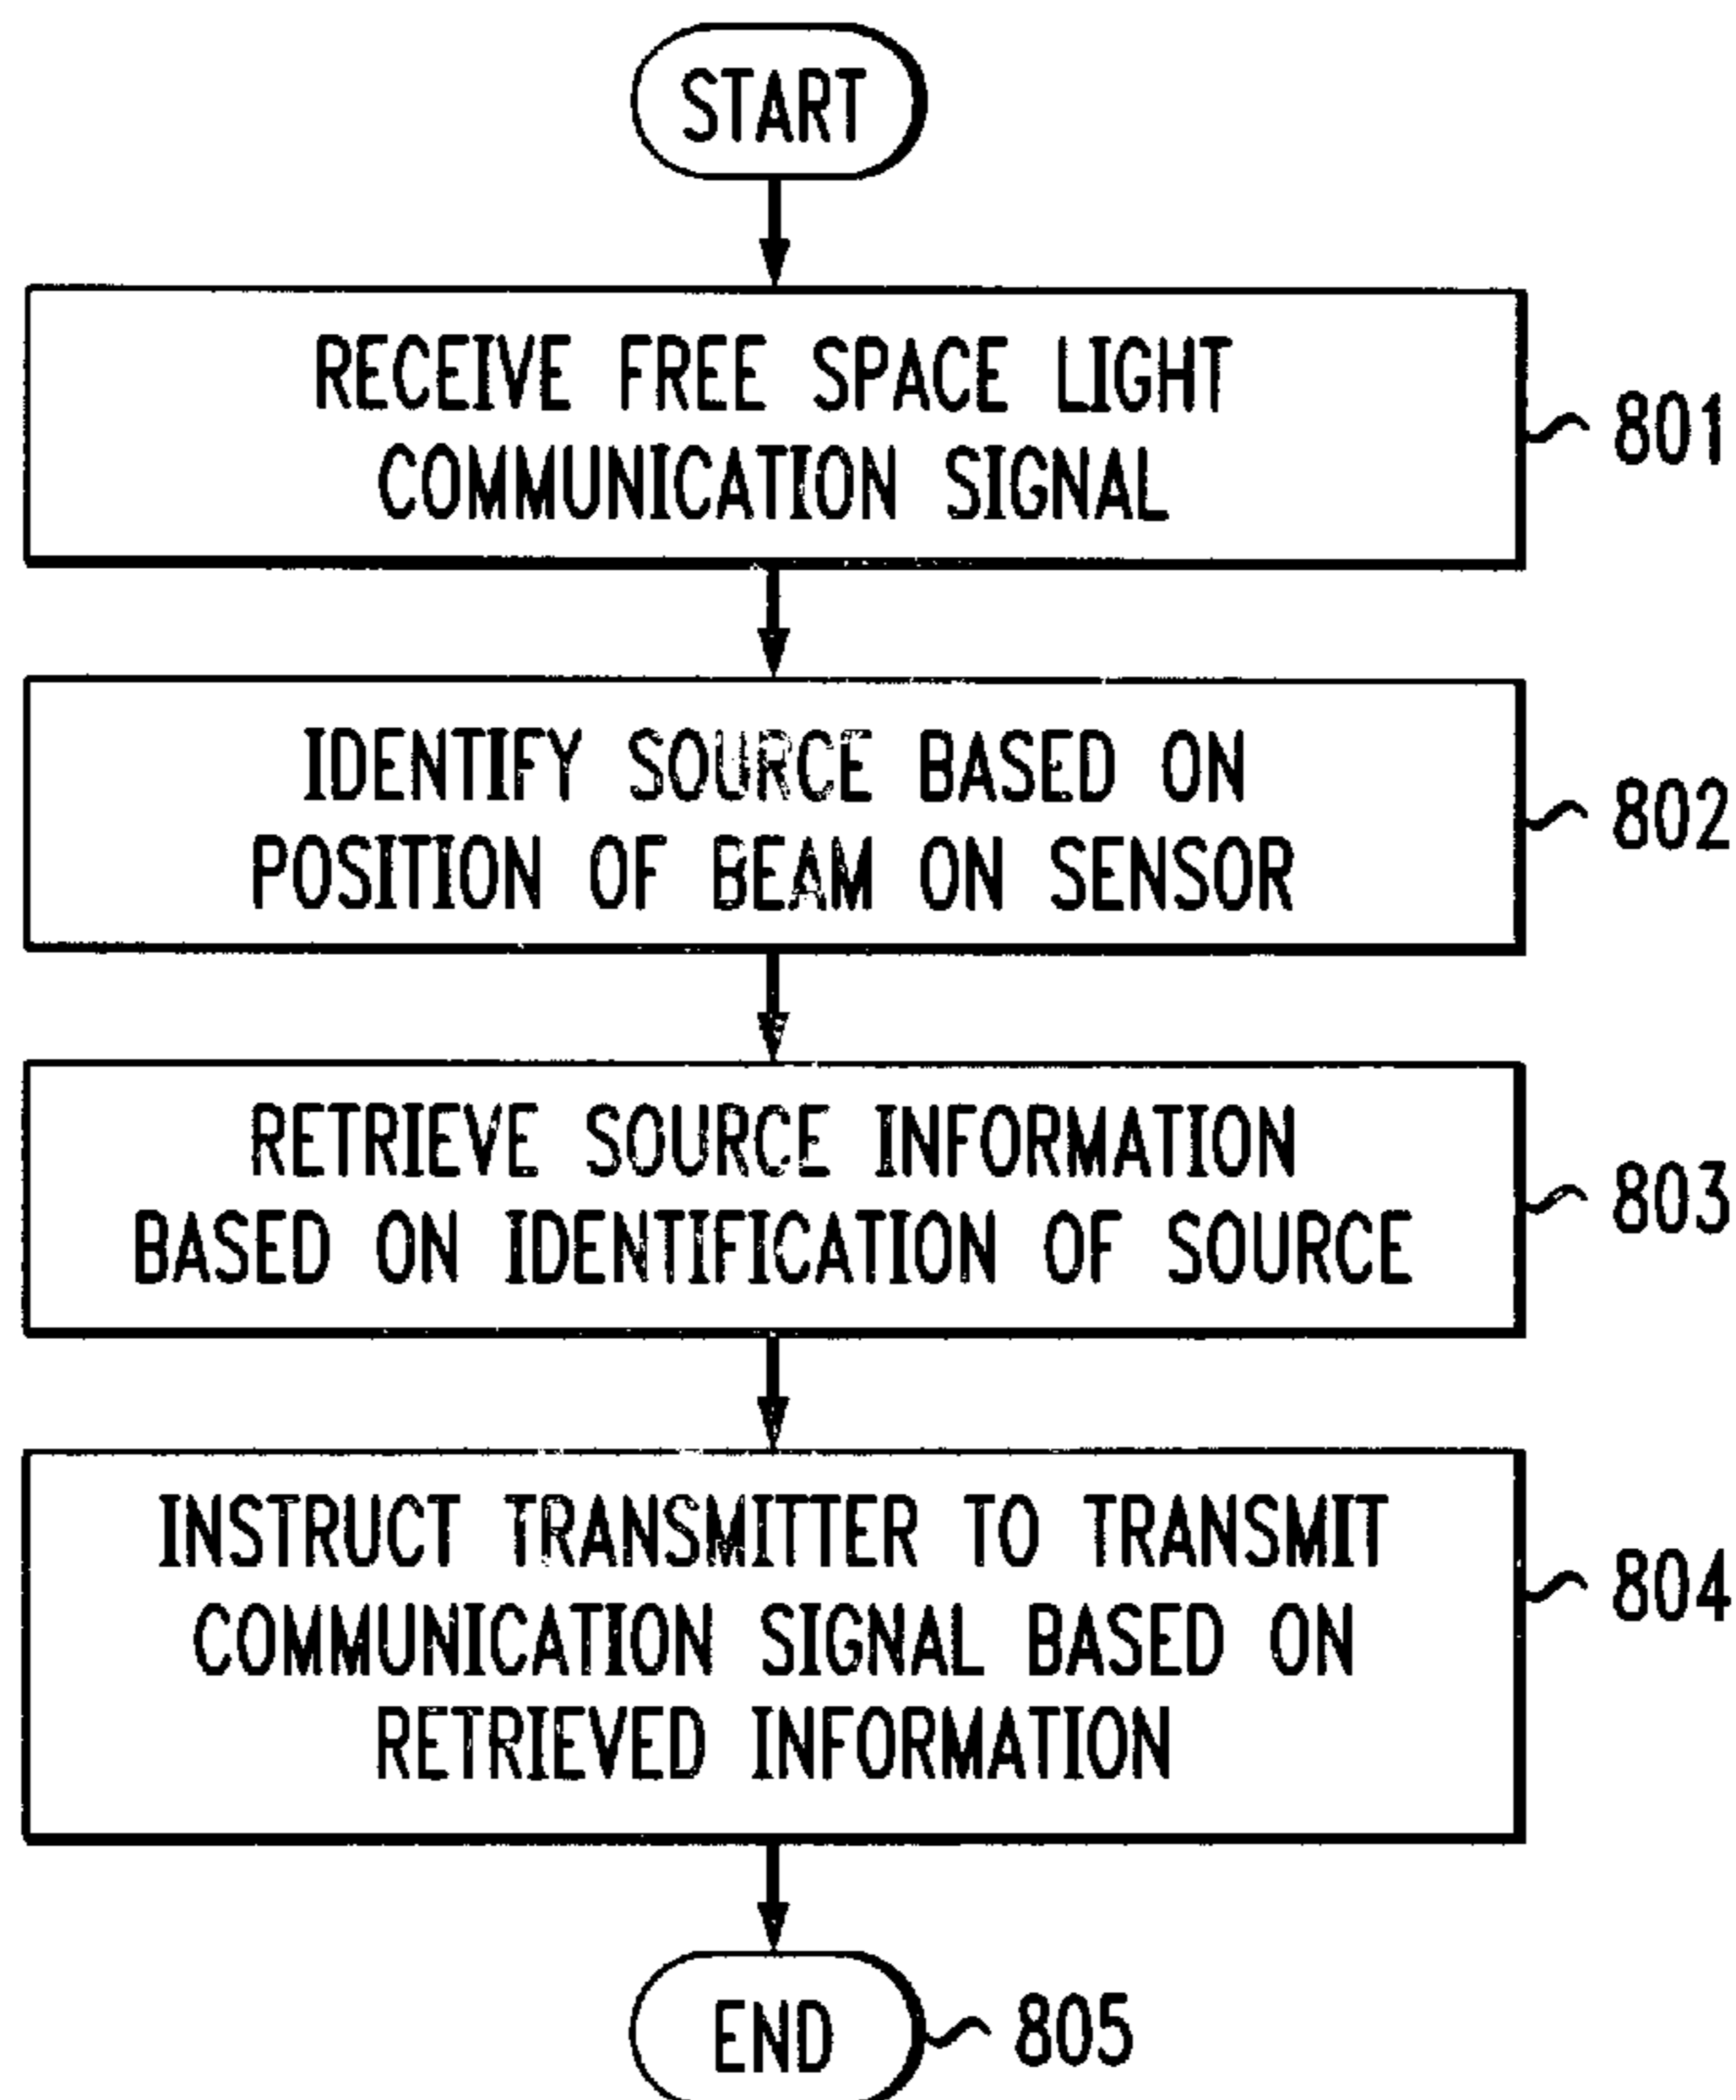 START
RECEIVE FREE SPACE LIGHT
COMMUNICATION SIGNAL
801
IDENTIFY SOURCE BASED ON
POSITION OF BEAM ON SENSOR
802
RETRIEVE SOURCE INFORMATION
BASED ON IDENTIFICATION OF SOURCE
803
INSTRUCT TRANSMITTER TO TRANSMIT
COMMUNICATION SIGNAL BASED ON
RETRIEVED INFORMATION
804
END
805